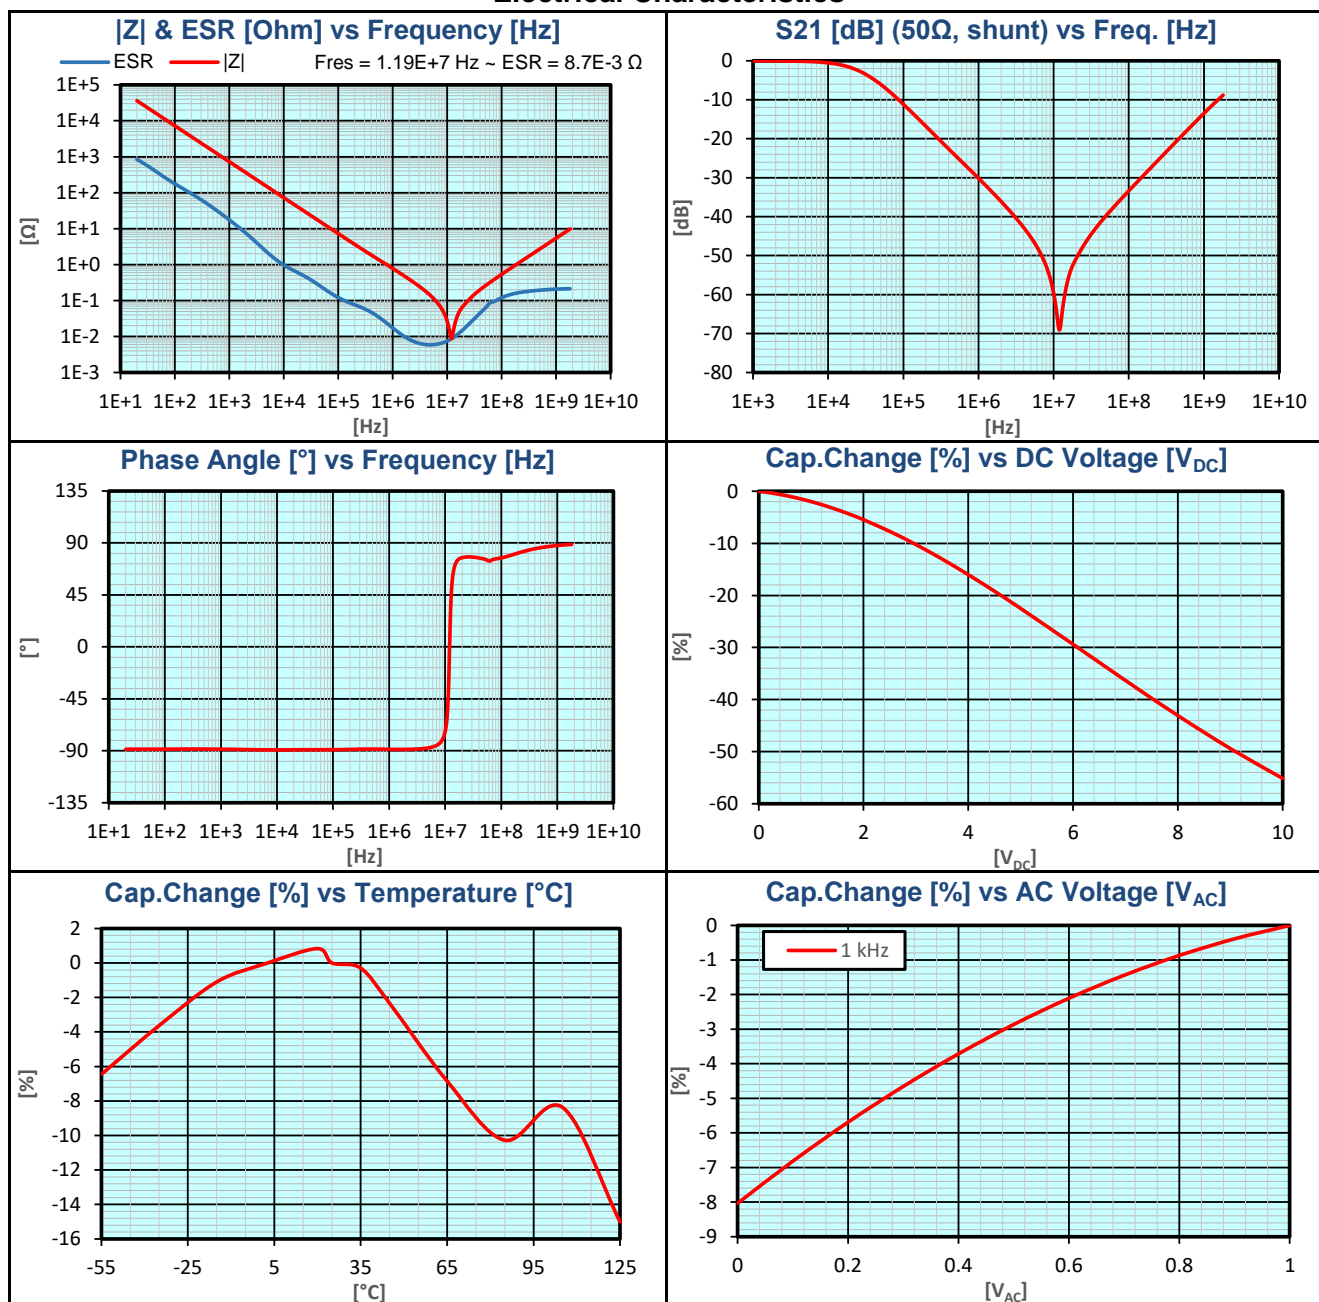 Electrical Characteristics
|Z| & ESR [Ohm] vs Frequency [Hz]
ESR |Z| Fres = 1.19E+7 Hz ~ ESR = 8.7E-3 Ω
1E+5
1E+4
1E+3
1E+2
1E+1
1E+0
1E-1
1E-2
1E-3
[Ω]
1E+1 1E+2 1E+3 1E+4 1E+5 1E+6 1E+7 1E+8 1E+9 1E+10
[Hz]
S21 [dB] (50Ω, shunt) vs Freq. [Hz]
0
-10
-20
-30
-40
-50
-60
-70
-80
[dB]
1E+3 1E+4 1E+5 1E+6 1E+7 1E+8 1E+9 1E+10
[Hz]
Phase Angle [°] vs Frequency [Hz]
135
90
45
0
-45
-90
-135
[°]
1E+1 1E+2 1E+3 1E+4 1E+5 1E+6 1E+7 1E+8 1E+9 1E+10
[Hz]
Cap.Change [%] vs DC Voltage [VDC]
0
-10
-20
-30
-40
-50
-60
[%]
0 2 4 6 8 10
[VDC]
Cap.Change [%] vs Temperature [°C]
2
0
-2
-4
-6
-8
-10
-12
-14
-16
[%]
-55 -25 5 35 65 95 125
[°C]
Cap.Change [%] vs AC Voltage [VAC]
1 kHz
0
-1
-2
-3
-4
-5
-6
-7
-8
-9
[%]
0 0.2 0.4 0.6 0.8 1
[VAC]